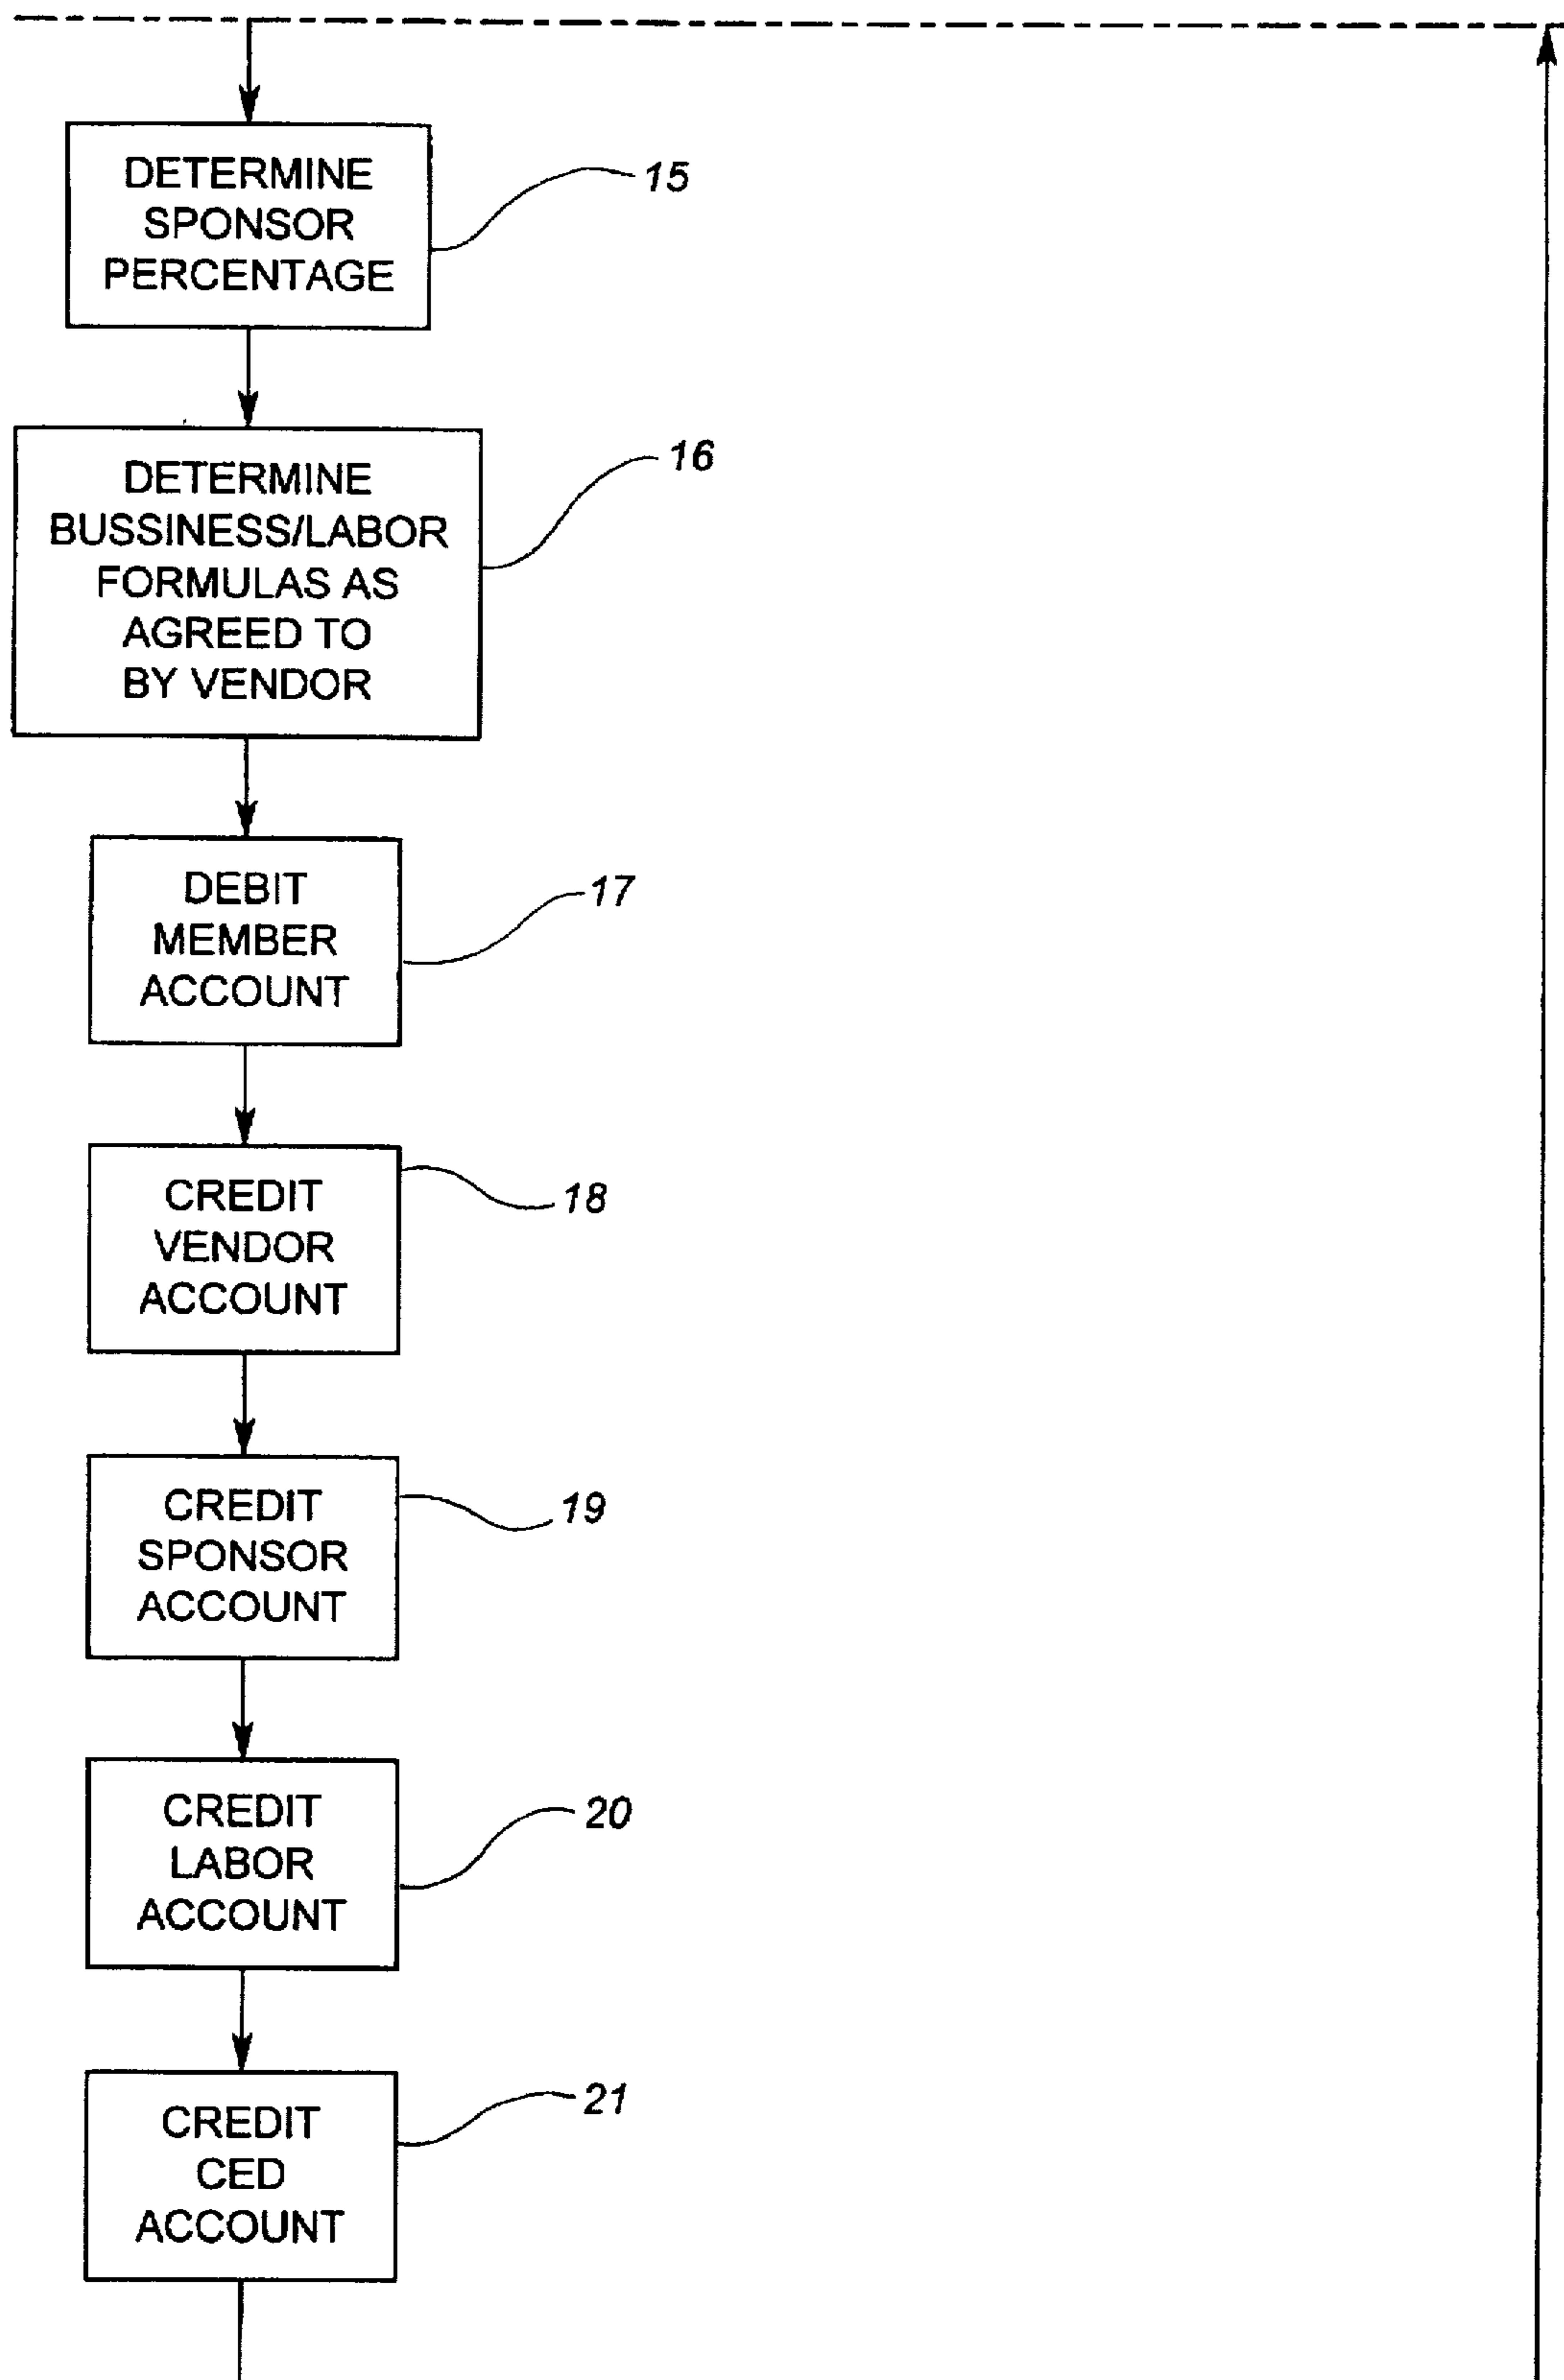 DETERMINE
SPONSOR
PERCENTAGE
15
DETERMINE
BUSSINESS/LABOR
FORMULAS AS
AGREED TO
BY VENDOR
16
DEBIT
MEMBER
ACCOUNT
17
CREDIT
VENDOR
ACCOUNT
18
CREDIT
SPONSOR
ACCOUNT
19
CREDIT
LABOR
ACCOUNT
20
CREDIT
CED
ACCOUNT
21